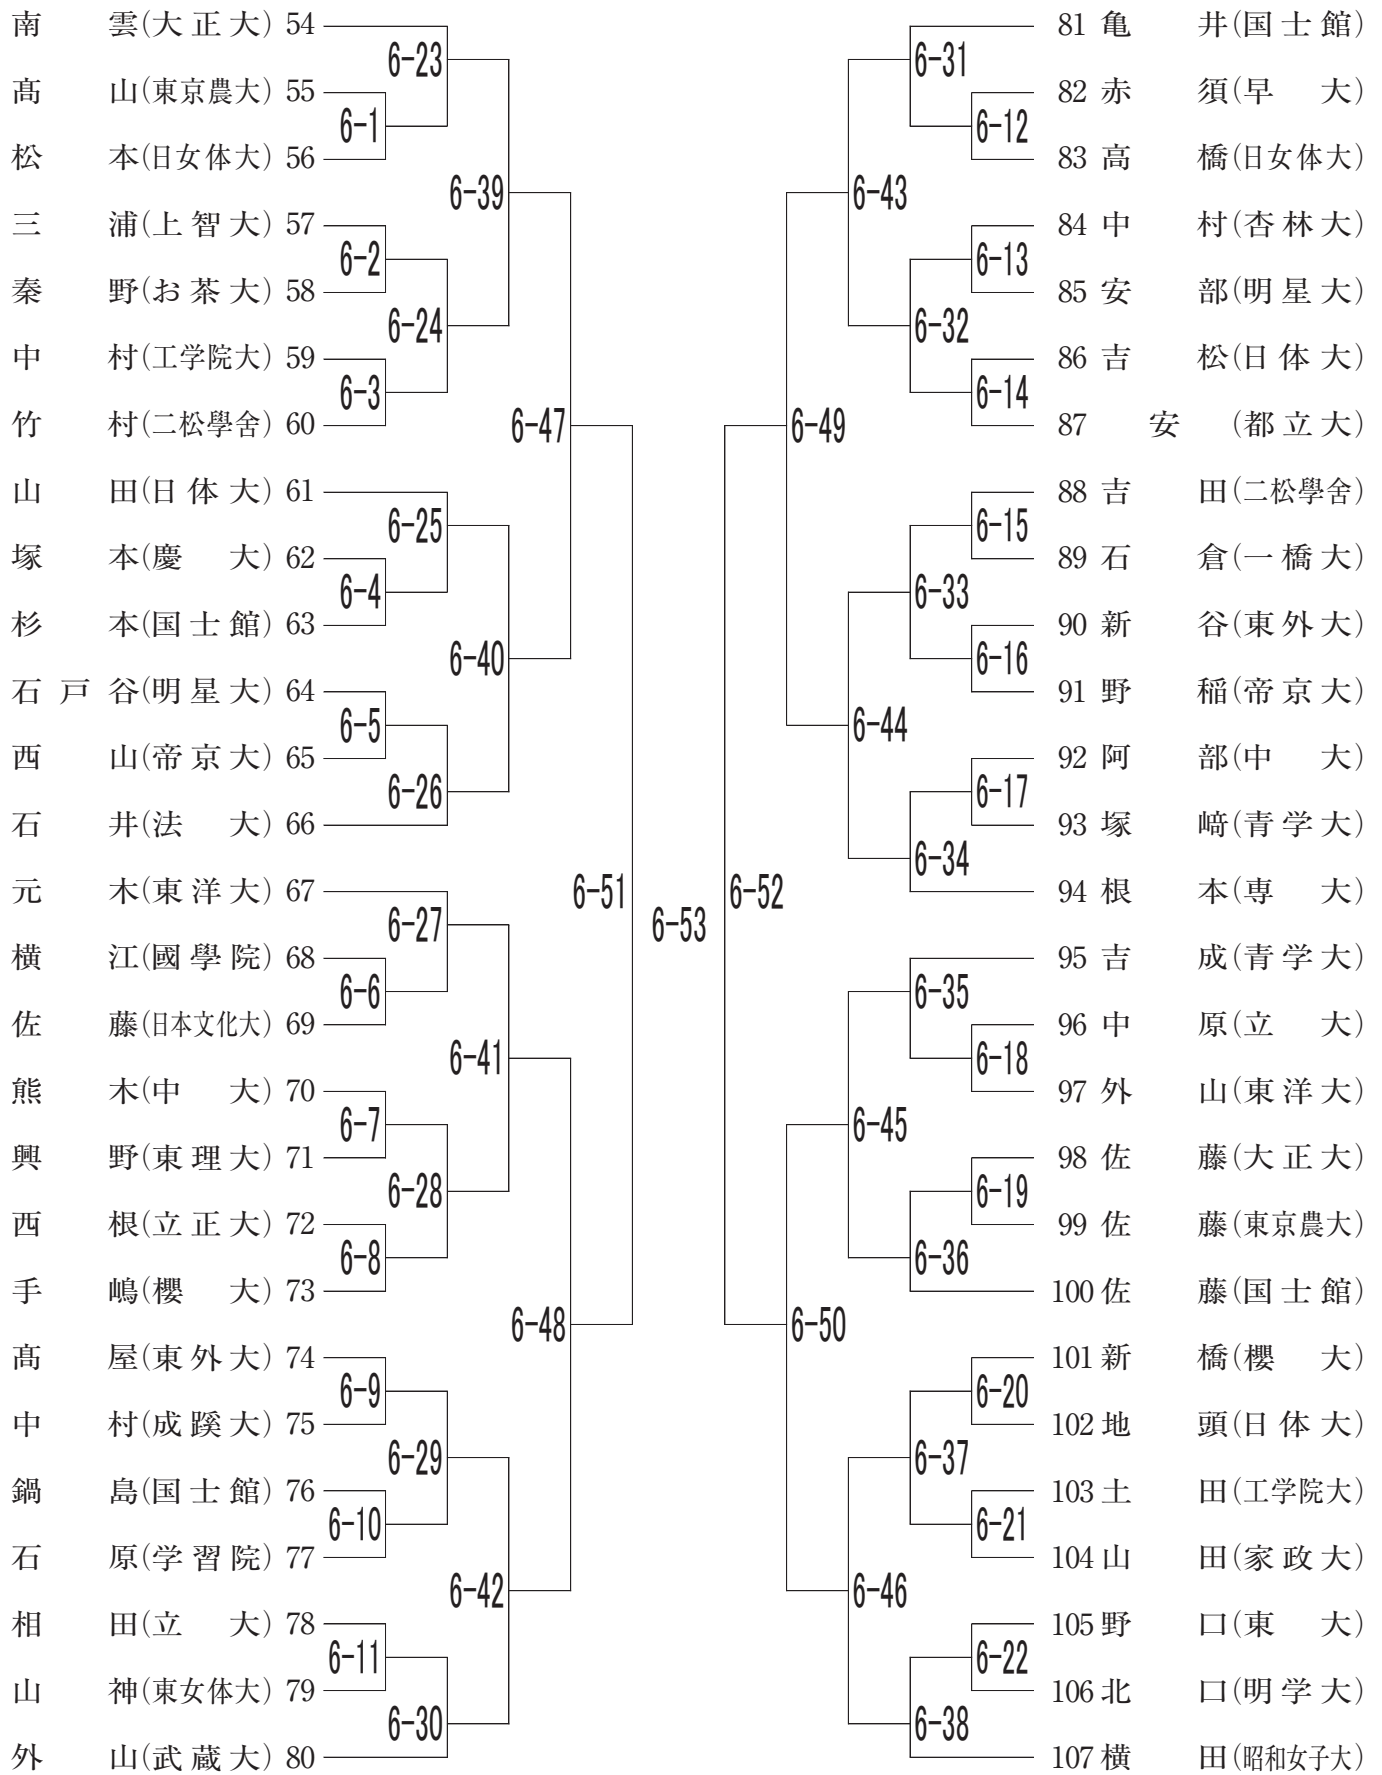 南 雲(大正大) 54
髙 山(東京農大) 55
松 本(日女体大) 56
三 浦(上智大) 57
秦 野(お茶大) 58
中 村(工学院大) 59
竹 村(二松學舍) 60
山 田(日体大) 61
塚 本(慶 大) 62
杉 本(国士館) 63
石戸谷(明星大) 64
西 山(帝京大) 65
石 井(法 大) 66
元 木(東洋大) 67
横 江(國學院) 68
佐 藤(日本文化大) 69
熊 木(中 大) 70
興 野(東理大) 71
西 根(立正大) 72
手 嶋(櫻 大) 73
髙 屋(東外大) 74
中 村(成蹊大) 75
鍋 島(国士館) 76
石 原(学習院) 77
相 田(立 大) 78
山 神(東女体大) 79
外 山(武蔵大) 80
6-1
6-2
6-3
6-4
6-5
6-6
6-7
6-8
6-9
6-10
6-11
6-23
6-24
6-25
6-26
6-27
6-28
6-29
6-30
6-39
6-40
6-41
6-42
6-47
6-48
6-51
6-53
6-52
6-49
6-50
6-43
6-44
6-45
6-46
6-31
6-32
6-33
6-34
6-35
6-36
6-37
6-38
6-12
6-13
6-14
6-15
6-16
6-17
6-18
6-19
6-20
6-21
6-22
81 亀 井(国士館)
82 赤 須(早 大)
83 高 橋(日女体大)
84 中 村(杏林大)
85 安 部(明星大)
86 吉 松(日体大)
87 安 (都立大)
88 吉 田(二松學舍)
89 石 倉(一橋大)
90 新 谷(東外大)
91 野 稲(帝京大)
92 阿 部(中 大)
93 塚 﨑(青学大)
94 根 本(専 大)
95 吉 成(青学大)
96 中 原(立 大)
97 外 山(東洋大)
98 佐 藤(大正大)
99 佐 藤(東京農大)
100 佐 藤(国士館)
101 新 橋(櫻 大)
102 地 頭(日体大)
103 土 田(工学院大)
104 山 田(家政大)
105 野 口(東 大)
106 北 口(明学大)
107 横 田(昭和女子大)